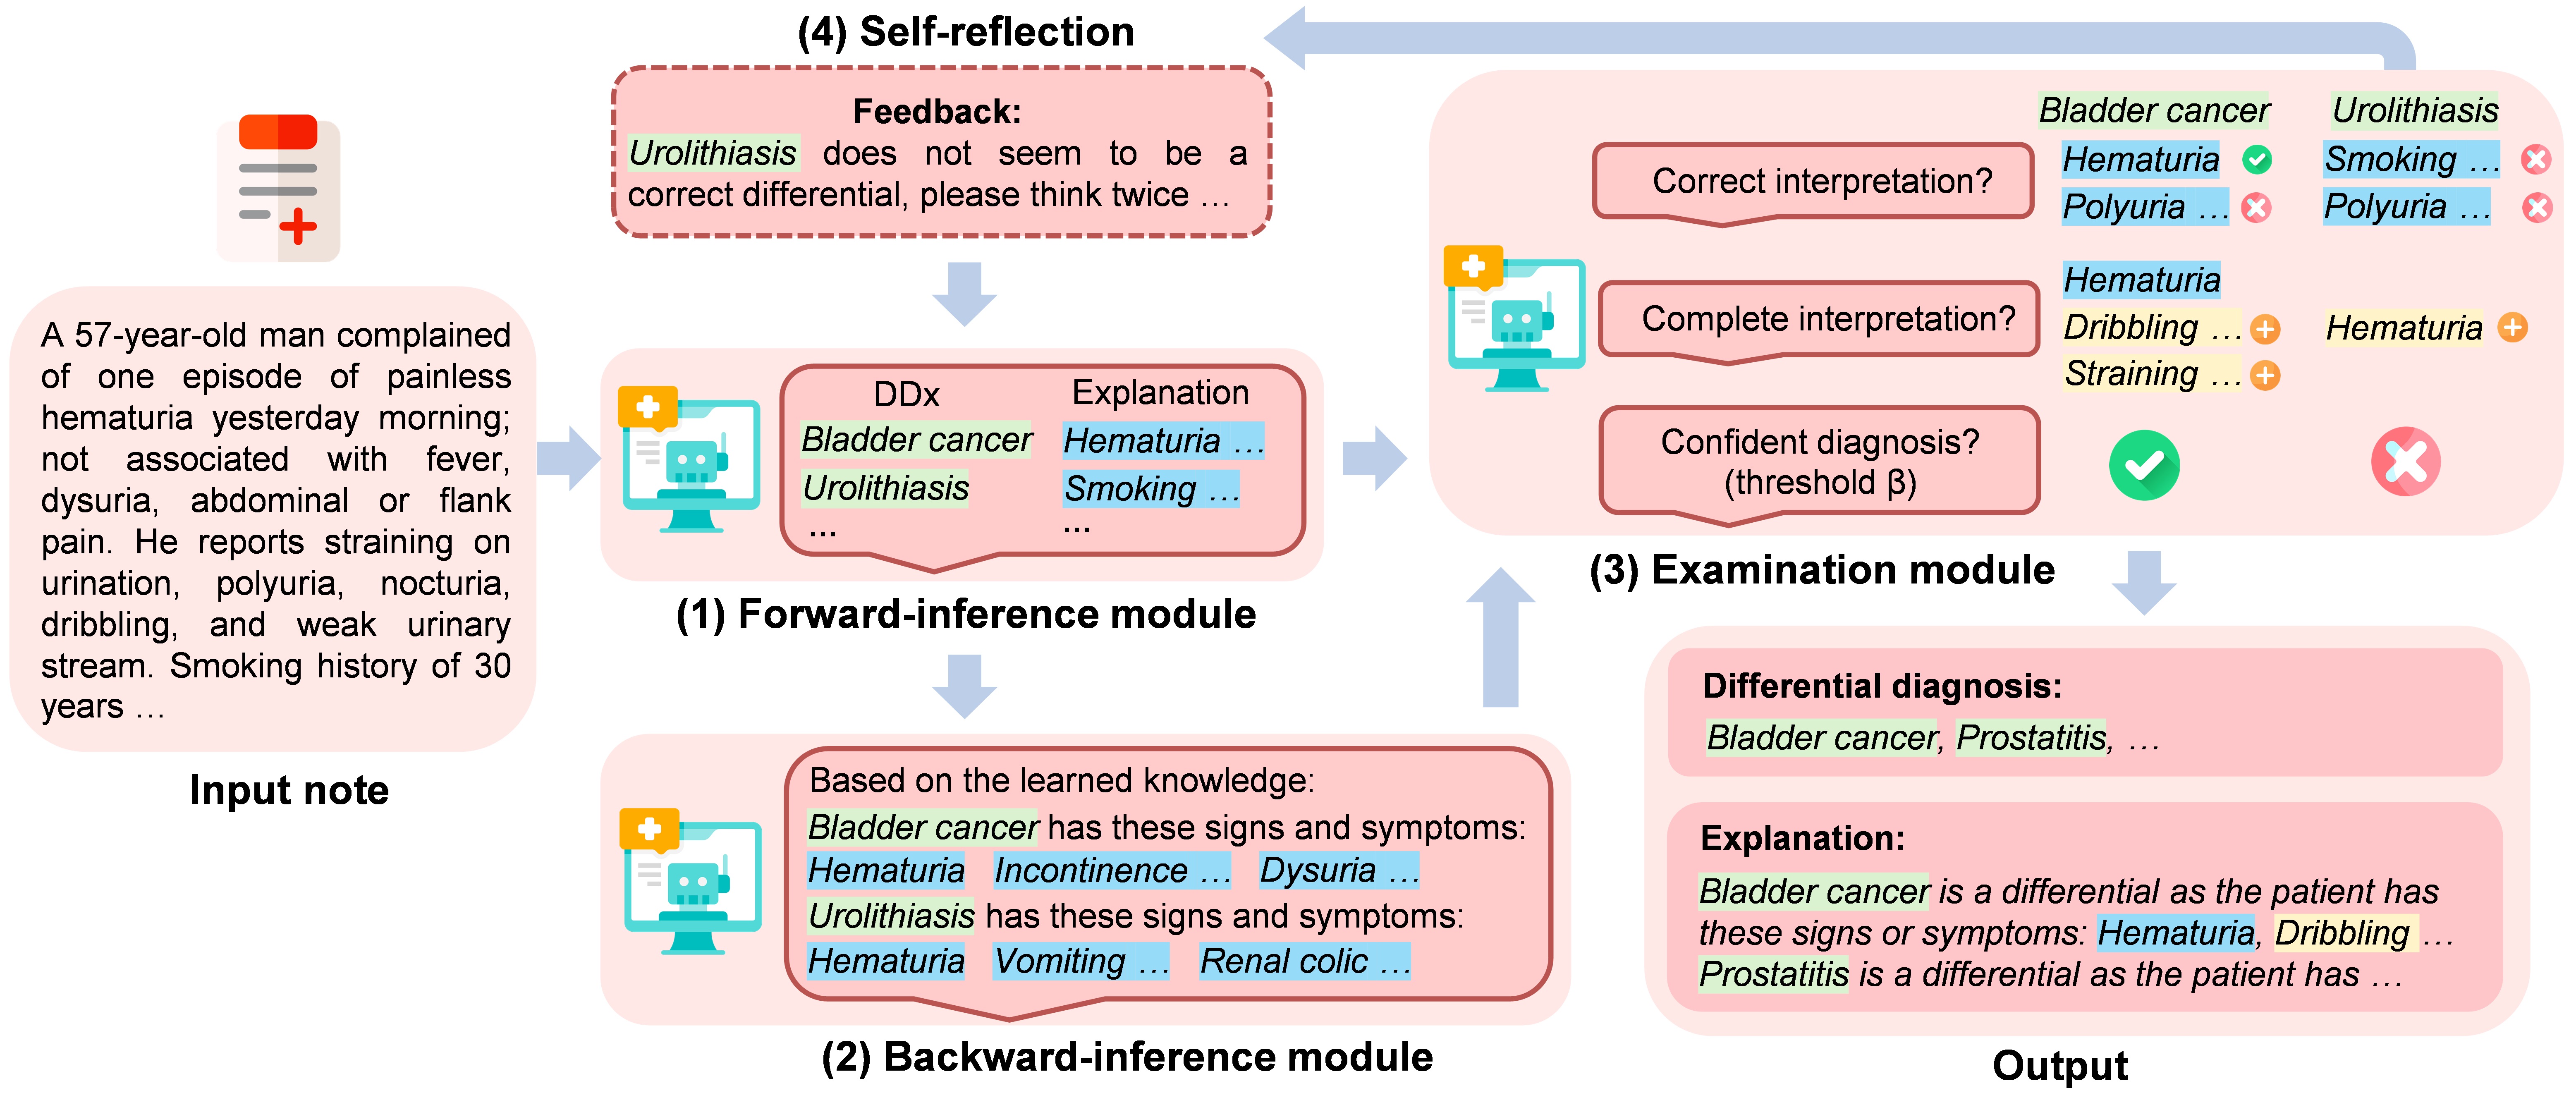 (4) Self-reflection
Feedback:
Urolithiasis does not seem to be a
correct differential, please think twice …
A 57-year-old man complained
of one episode of painless
hematuria yesterday morning;
not associated with fever,
dysuria, abdominal or flank
pain. He reports straining on
urination, polyuria, nocturia,
dribbling, and weak urinary
stream. Smoking history of 30
years …
Input note
DDx Explanation
Bladder cancer Hematuria …
Urolithiasis Smoking …
... ...
(1) Forward-inference module
Based on the learned knowledge:
Bladder cancer has these signs and symptoms:
Hematuria Incontinence … Dysuria …
Urolithiasis has these signs and symptoms:
Hematuria Vomiting … Renal colic …
(2) Backward-inference module
Bladder cancer Urolithiasis
Correct interpretation?
Hematuria Smoking …
Polyuria … Polyuria …
Complete interpretation?
Hematuria
Dribbling … Hematuria
Straining …
Confident diagnosis?
(threshold β)
(3) Examination module
Differential diagnosis:
Bladder cancer, Prostatitis, …
Explanation:
Bladder cancer is a differential as the patient has
these signs or symptoms: Hematuria, Dribbling …
Prostatitis is a differential as the patient has …
Output